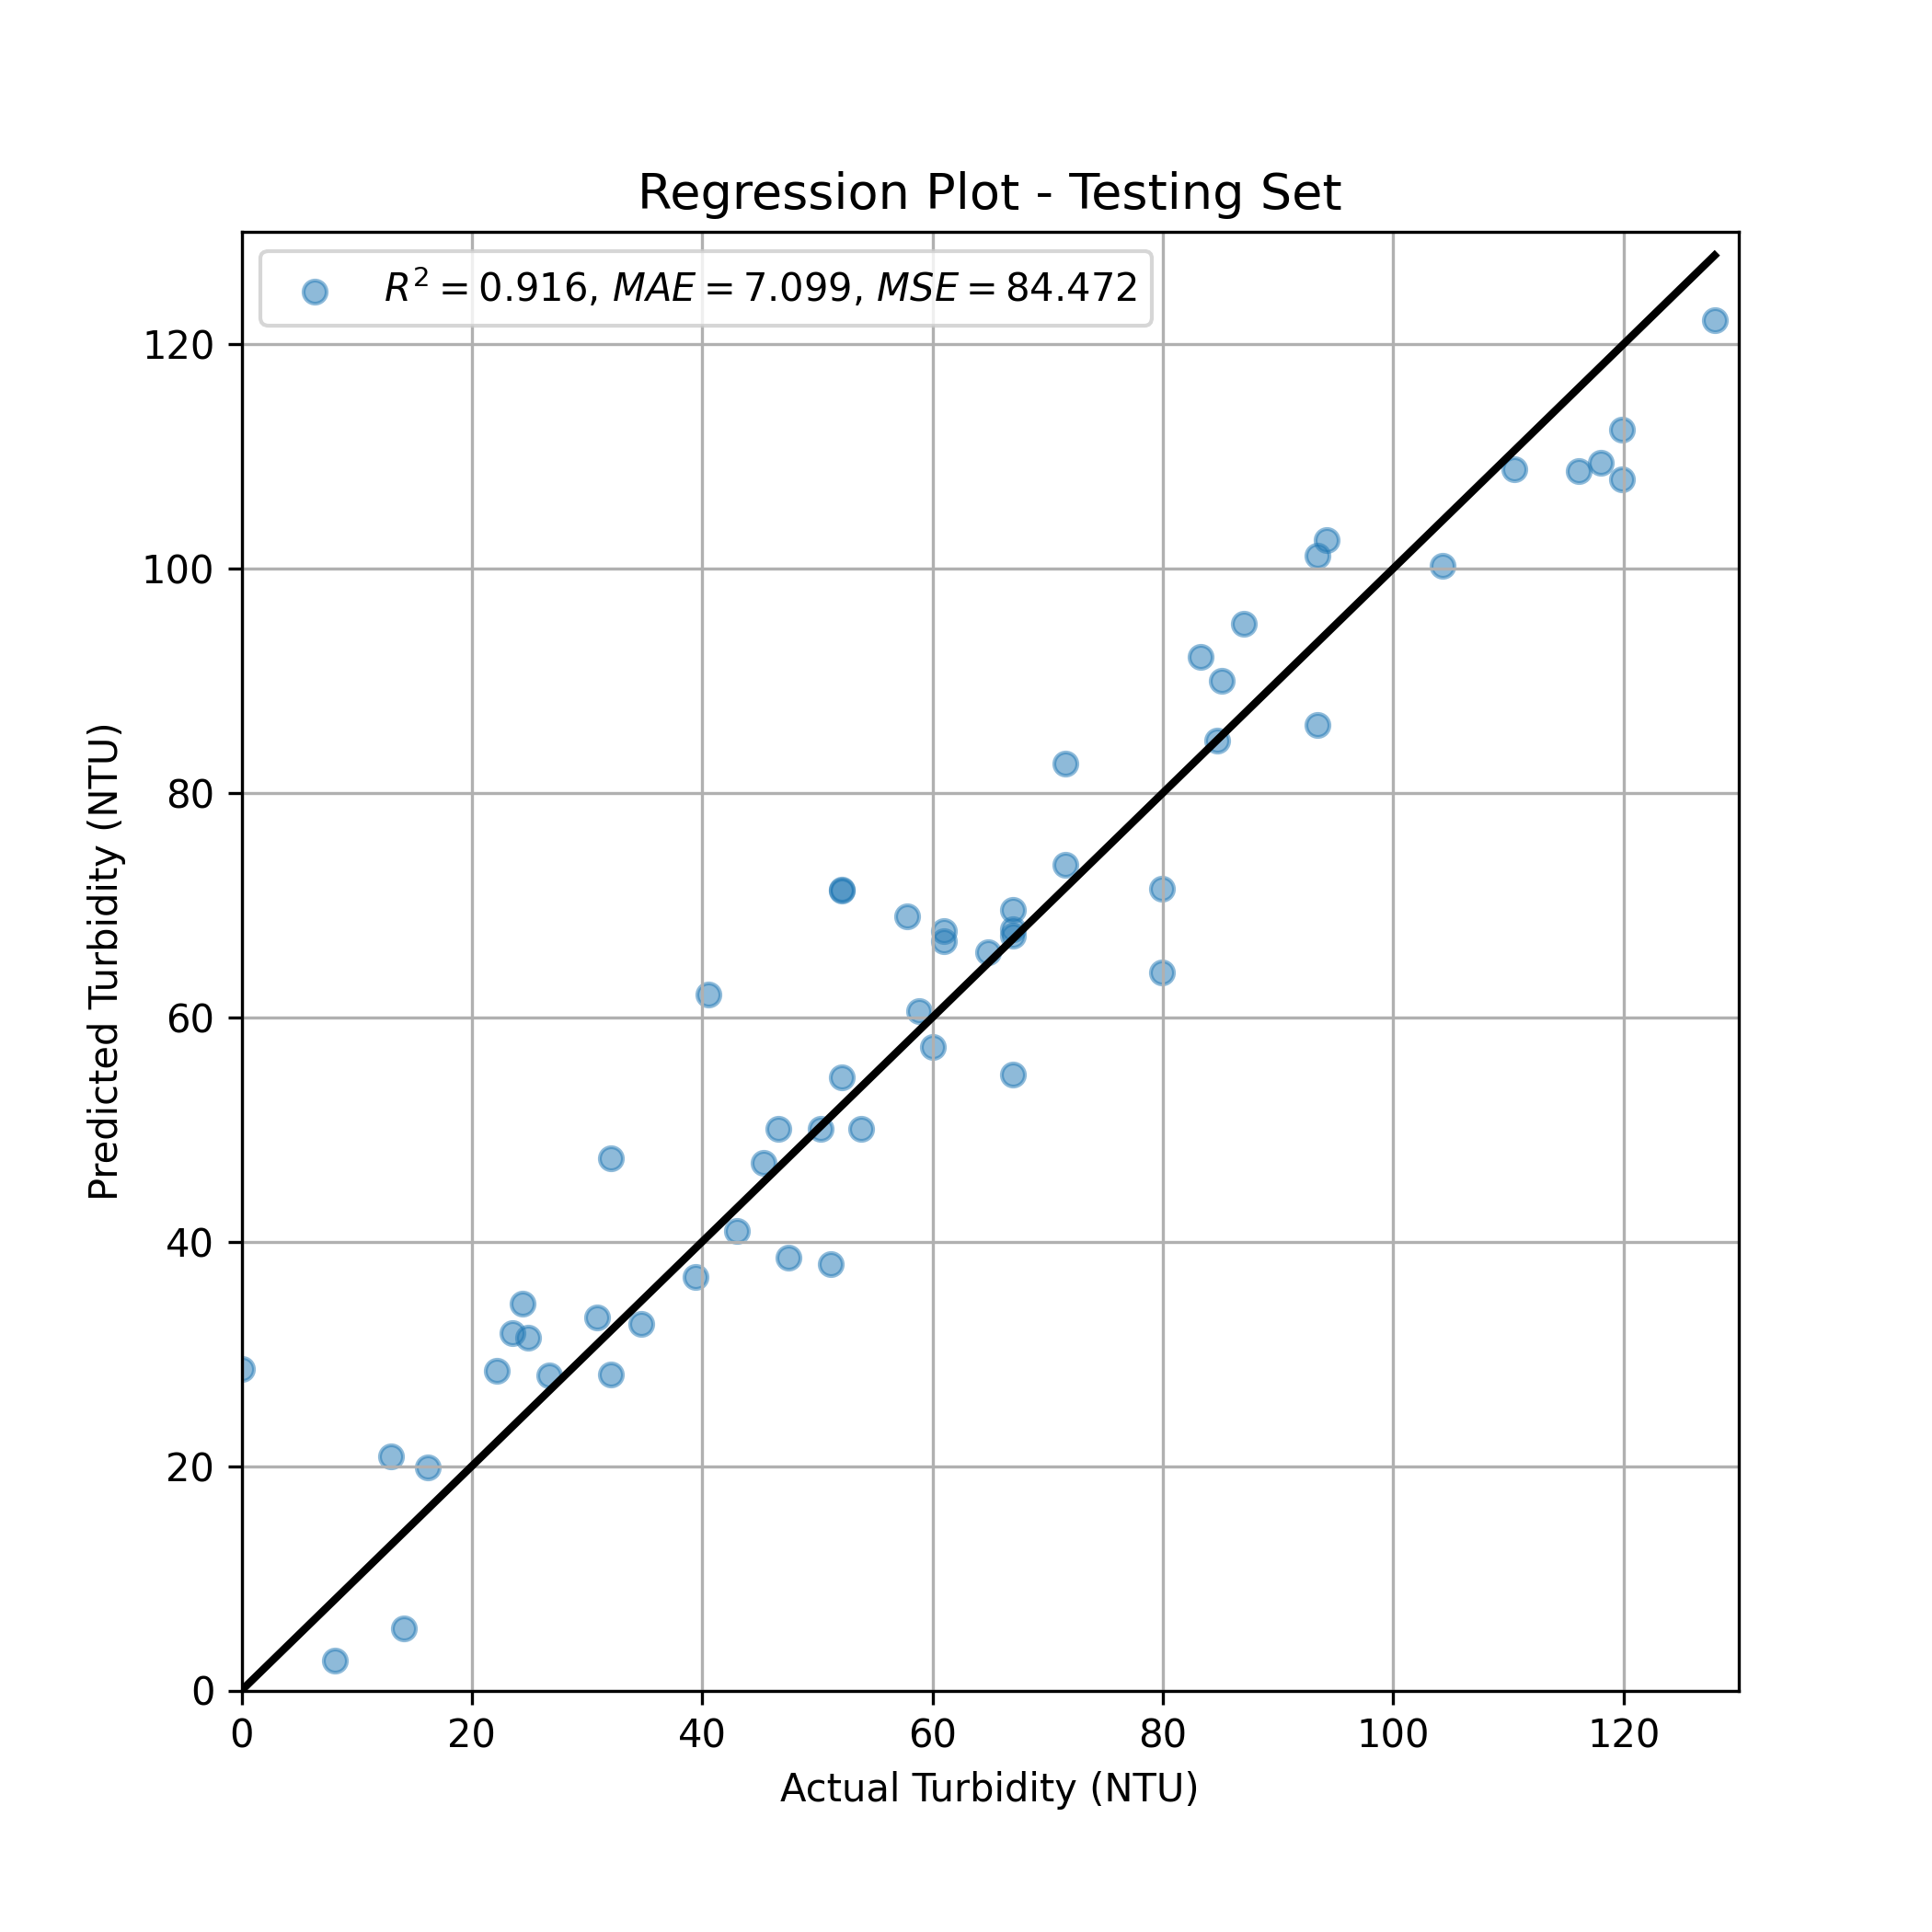 Regression Plot - Testing Set
R² = 0.916, MAE = 7.099, MSE = 84.472
Predicted Turbidity (NTU)
120
100
80
60
40
20
0
0 20 40 60 80 100 120
Actual Turbidity (NTU)